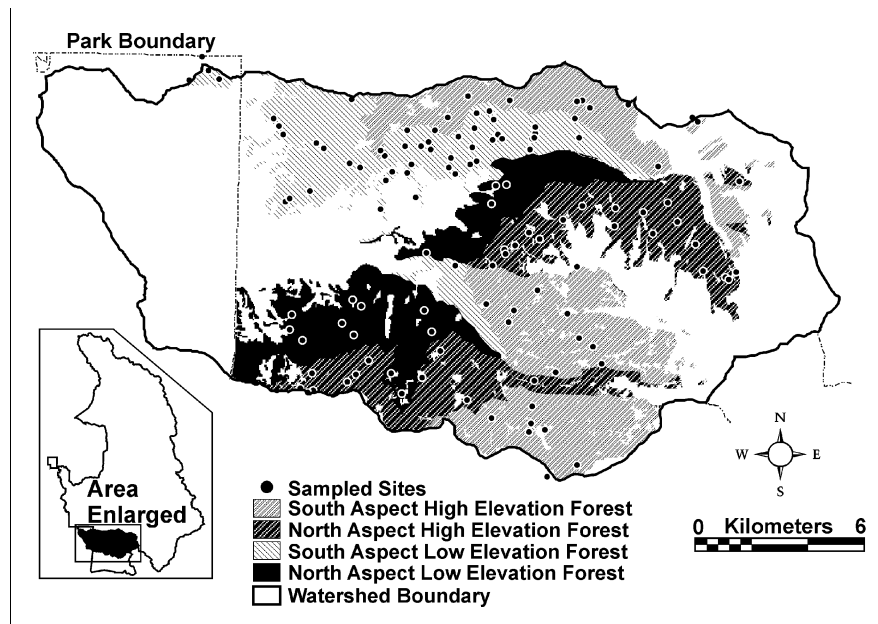 Park Boundary
Area
Enlarged
Sampled Sites
South Aspect High Elevation Forest
North Aspect High Elevation Forest
South Aspect Low Elevation Forest
North Aspect Low Elevation Forest
Watershed Boundary
N
W E
S
0 Kilometers 6